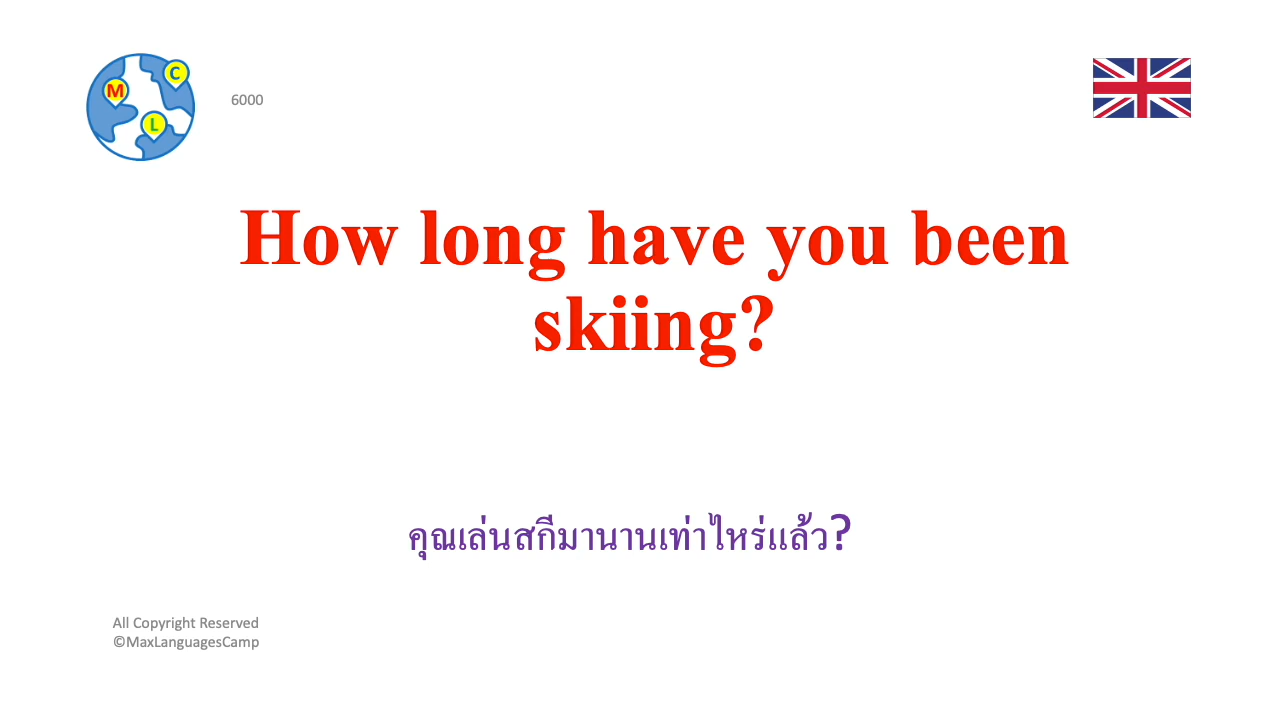 M
C
L
6000
How long have you been
skiing?
คุณเล่นสกีมานานเท่าไหร่แล้ว?
All Copyright Reserved
©MaxLanguagesCamp